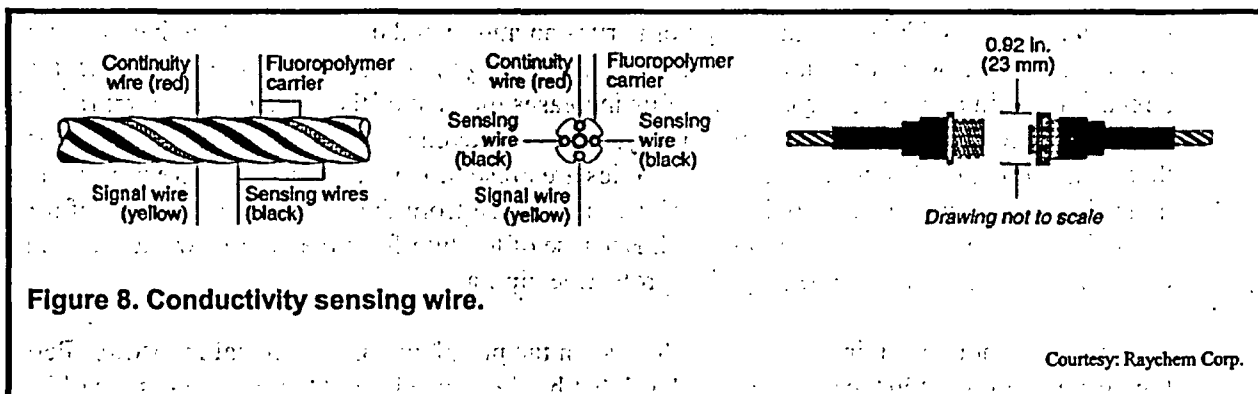 Continuity
wire (red)
Fluoropolymer
carrier
Signal wire
(yellow)
Sensing wires
(black)
Continuity
wire (red)
Fluoropolymer
carrier
Sensing
wire
(black)
Sensing
wire
(black)
Signal wire
(yellow)
0.92 in.
(23 mm)
Drawing not to scale
Figure 8. Conductivity sensing wire.
Courtesy: Raychem Corp.